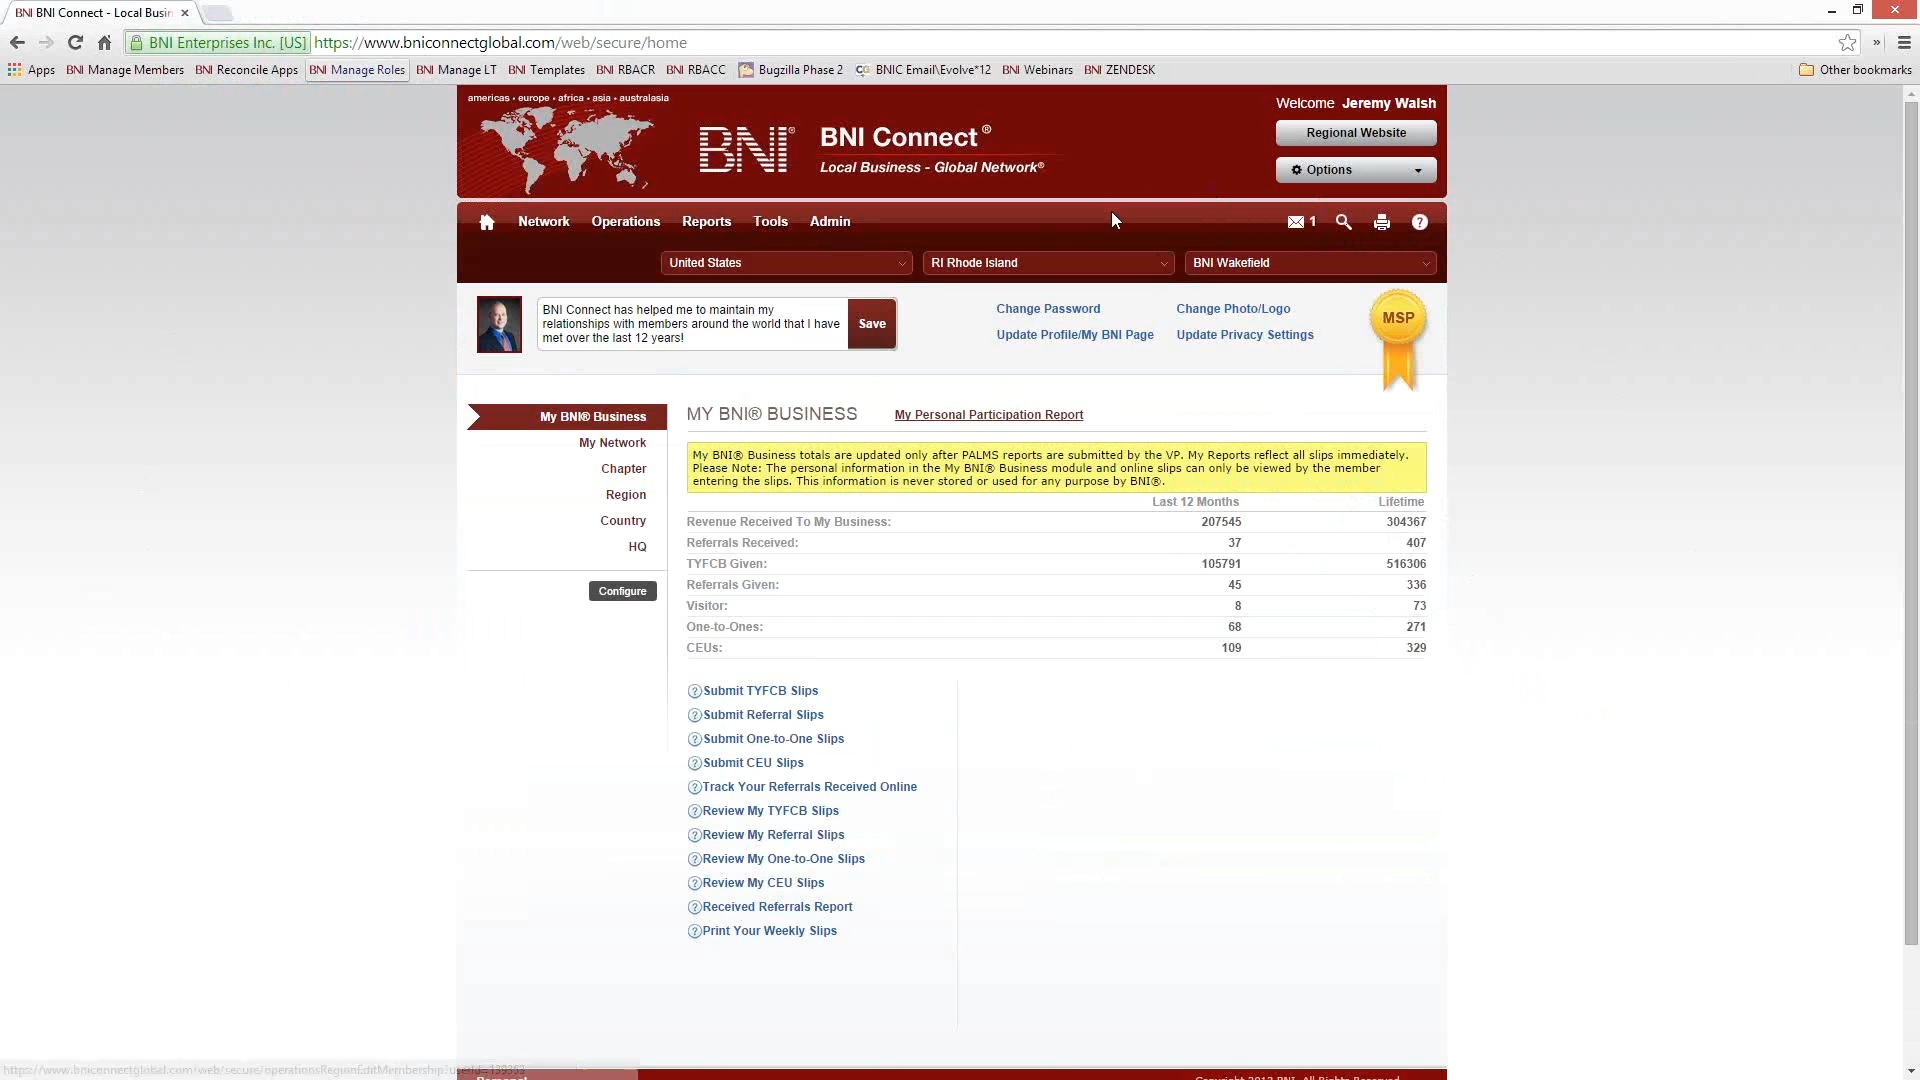 BNI BNI Connect - Local Busin
BNI Enterprises Inc. [US] https://www.bniconnectglobal.com/web/secure/home
Apps BNI Manage Members BNI Reconcile Apps BNI Manage Roles BNI Manage LT BNI Templates BNI RBACR BNI RBACC Bugzilla Phase 2 BNIC Email\Evolve*12 BNI Webinars BNI ZENDESK Other bookmarks
americas • europe • africa • asia • australasia
Welcome Jeremy Walsh
BNI® BNI Connect®
Local Business - Global Network®
Regional Website
Options
Network Operations Reports Tools Admin 1
United States RI Rhode Island BNI Wakefield
BNI Connect has helped me to maintain my
relationships with members around the world that I have
met over the last 12 years!
Save
Change Password Change Photo/Logo
Update Profile/My BNI Page Update Privacy Settings
MSP
My BNI® Business
My Network
Chapter
Region
Country
HQ
Configure
MY BNI® BUSINESS My Personal Participation Report
My BNI® Business totals are updated only after PALMS reports are submitted by the VP. My Reports reflect all slips immediately.
Please Note: The personal information in the My BNI® Business module and online slips can only be viewed by the member
entering the slips. This information is never stored or used for any purpose by BNI®.
Last 12 Months Lifetime
Revenue Received To My Business: 207545 304367
Referrals Received: 37 407
TYFCB Given: 105791 516306
Referrals Given: 45 336
Visitor: 8 73
One-to-Ones: 68 271
CEUs: 109 329
Submit TYFCB Slips
Submit Referral Slips
Submit One-to-One Slips
Submit CEU Slips
Track Your Referrals Received Online
Review My TYFCB Slips
Review My Referral Slips
Review My One-to-One Slips
Review My CEU Slips
Received Referrals Report
Print Your Weekly Slips
https://www.bniconnectglobal.com/web/secure/operationsRegionEditMembership?userId=139363